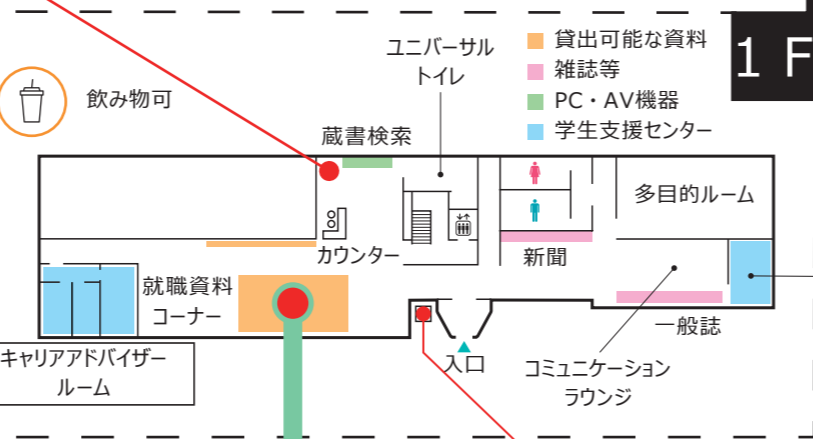 ユニバーサル
トイレ
貸出可能な資料
雑誌等
PC・AV機器
学生支援センター
1 F
飲み物可
蔵書検索
多目的ルーム
カウンター
新聞
就職資料
コーナー
一般誌
キャリアアドバイザー
ルーム
入口
コミュニケーション
ラウンジ